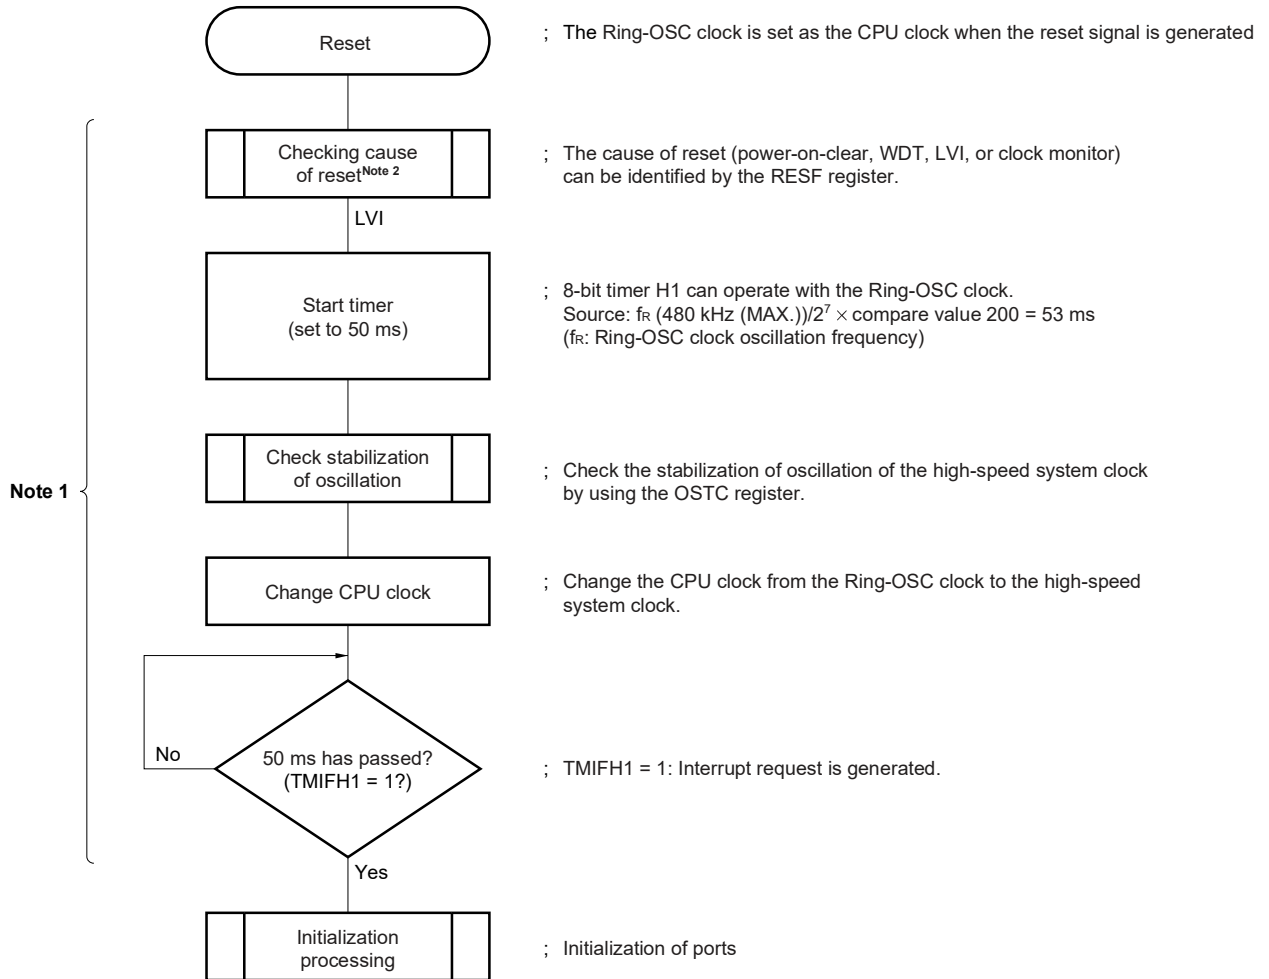 Reset
; The Ring-OSC clock is set as the CPU clock when the reset signal is generated
Checking cause
of resetNote 2
; The cause of reset (power-on-clear, WDT, LVI, or clock monitor)
can be identified by the RESF register.
LVI
Start timer
(set to 50 ms)
; 8-bit timer H1 can operate with the Ring-OSC clock.
Source: fR (480 kHz (MAX.))/2⁷ × compare value 200 = 53 ms
(fR: Ring-OSC clock oscillation frequency)
Check stabilization
of oscillation
; Check the stabilization of oscillation of the high-speed system clock
by using the OSTC register.
Note 1
Change CPU clock
; Change the CPU clock from the Ring-OSC clock to the high-speed
system clock.
No
50 ms has passed?
(TMIFH1 = 1?)
; TMIFH1 = 1: Interrupt request is generated.
Yes
Initialization
processing
; Initialization of ports